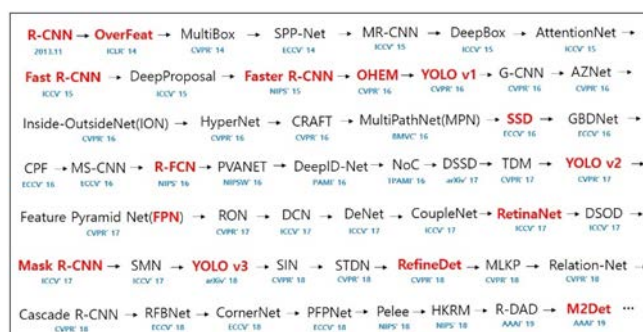 R-CNN → OverFeat → MultiBox → SPP-Net → MR-CNN → DeepBox → AttentionNet →
2013.11 ICLR' 14 CVPR' 14 ECCV' 14 ICCV' 15 ICCV' 15 ICCV' 15
Fast R-CNN → DeepProposal → Faster R-CNN → OHEM → YOLO v1 → G-CNN → AZNet →
ICCV' 15 ICCV' 15 NIPS' 15 CVPR' 16 CVPR' 16 CVPR' 16 CVPR' 16
Inside-OutsideNet(ION) → HyperNet → CRAFT → MultiPathNet(MPN) → SSD → GBDNet →
CVPR' 16 CVPR' 16 CVPR' 16 BMVC' 16 ECCV' 16 ECCV' 16
CPF → MS-CNN → R-FCN → PVANET → DeepID-Net → NoC → DSSD → TDM → YOLO v2 →
ECCV' 16 ECCV' 16 NIPS' 16 NIPSW' 16 PAMI' 16 TPAMI' 16 arXiv' 17 CVPR' 17 CVPR' 17
Feature Pyramid Net(FPN) → RON → DCN → DeNet → CoupleNet → RetinaNet → DSOD →
CVPR' 17 CVPR' 17 ICCV' 17 ICCV' 17 ICCV' 17 ICCV' 17 ICCV' 17
Mask R-CNN → SMN → YOLO v3 → SIN → STDN → RefineDet → MLKP → Relation-Net →
ICCV' 17 ICCV' 17 arXiv' 18 CVPR' 18 CVPR' 18 CVPR' 18 CVPR' 18 CVPR' 18
Cascade R-CNN → RFBNet → CornerNet → PFPNet → Pelee → HKRM → R-DAD → M2Det ···
CVPR' 18 ECCV' 18 ECCV' 18 ECCV' 18 NIPS' 18 NIPS' 18 AAAI' 19 AAAI' 19